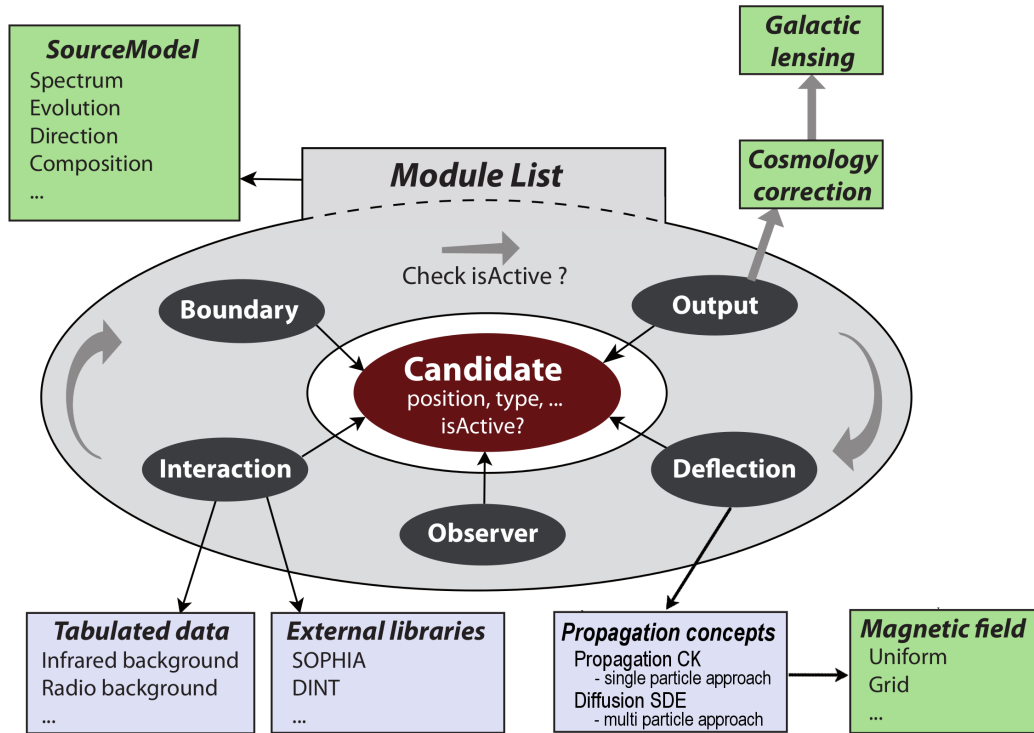 SourceModel
Spectrum
Evolution
Direction
Composition
...
Galactic
lensing
Cosmology
correction
Module List
Check isActive ?
Boundary
Output
Candidate
position, type, ...
isActive?
Interaction
Deflection
Observer
Tabulated data
Infrared background
Radio background
...
External libraries
SOPHIA
DINT
...
Propagation concepts
Propagation CK
- single particle approach
Diffusion SDE
- multi particle approach
Magnetic field
Uniform
Grid
...